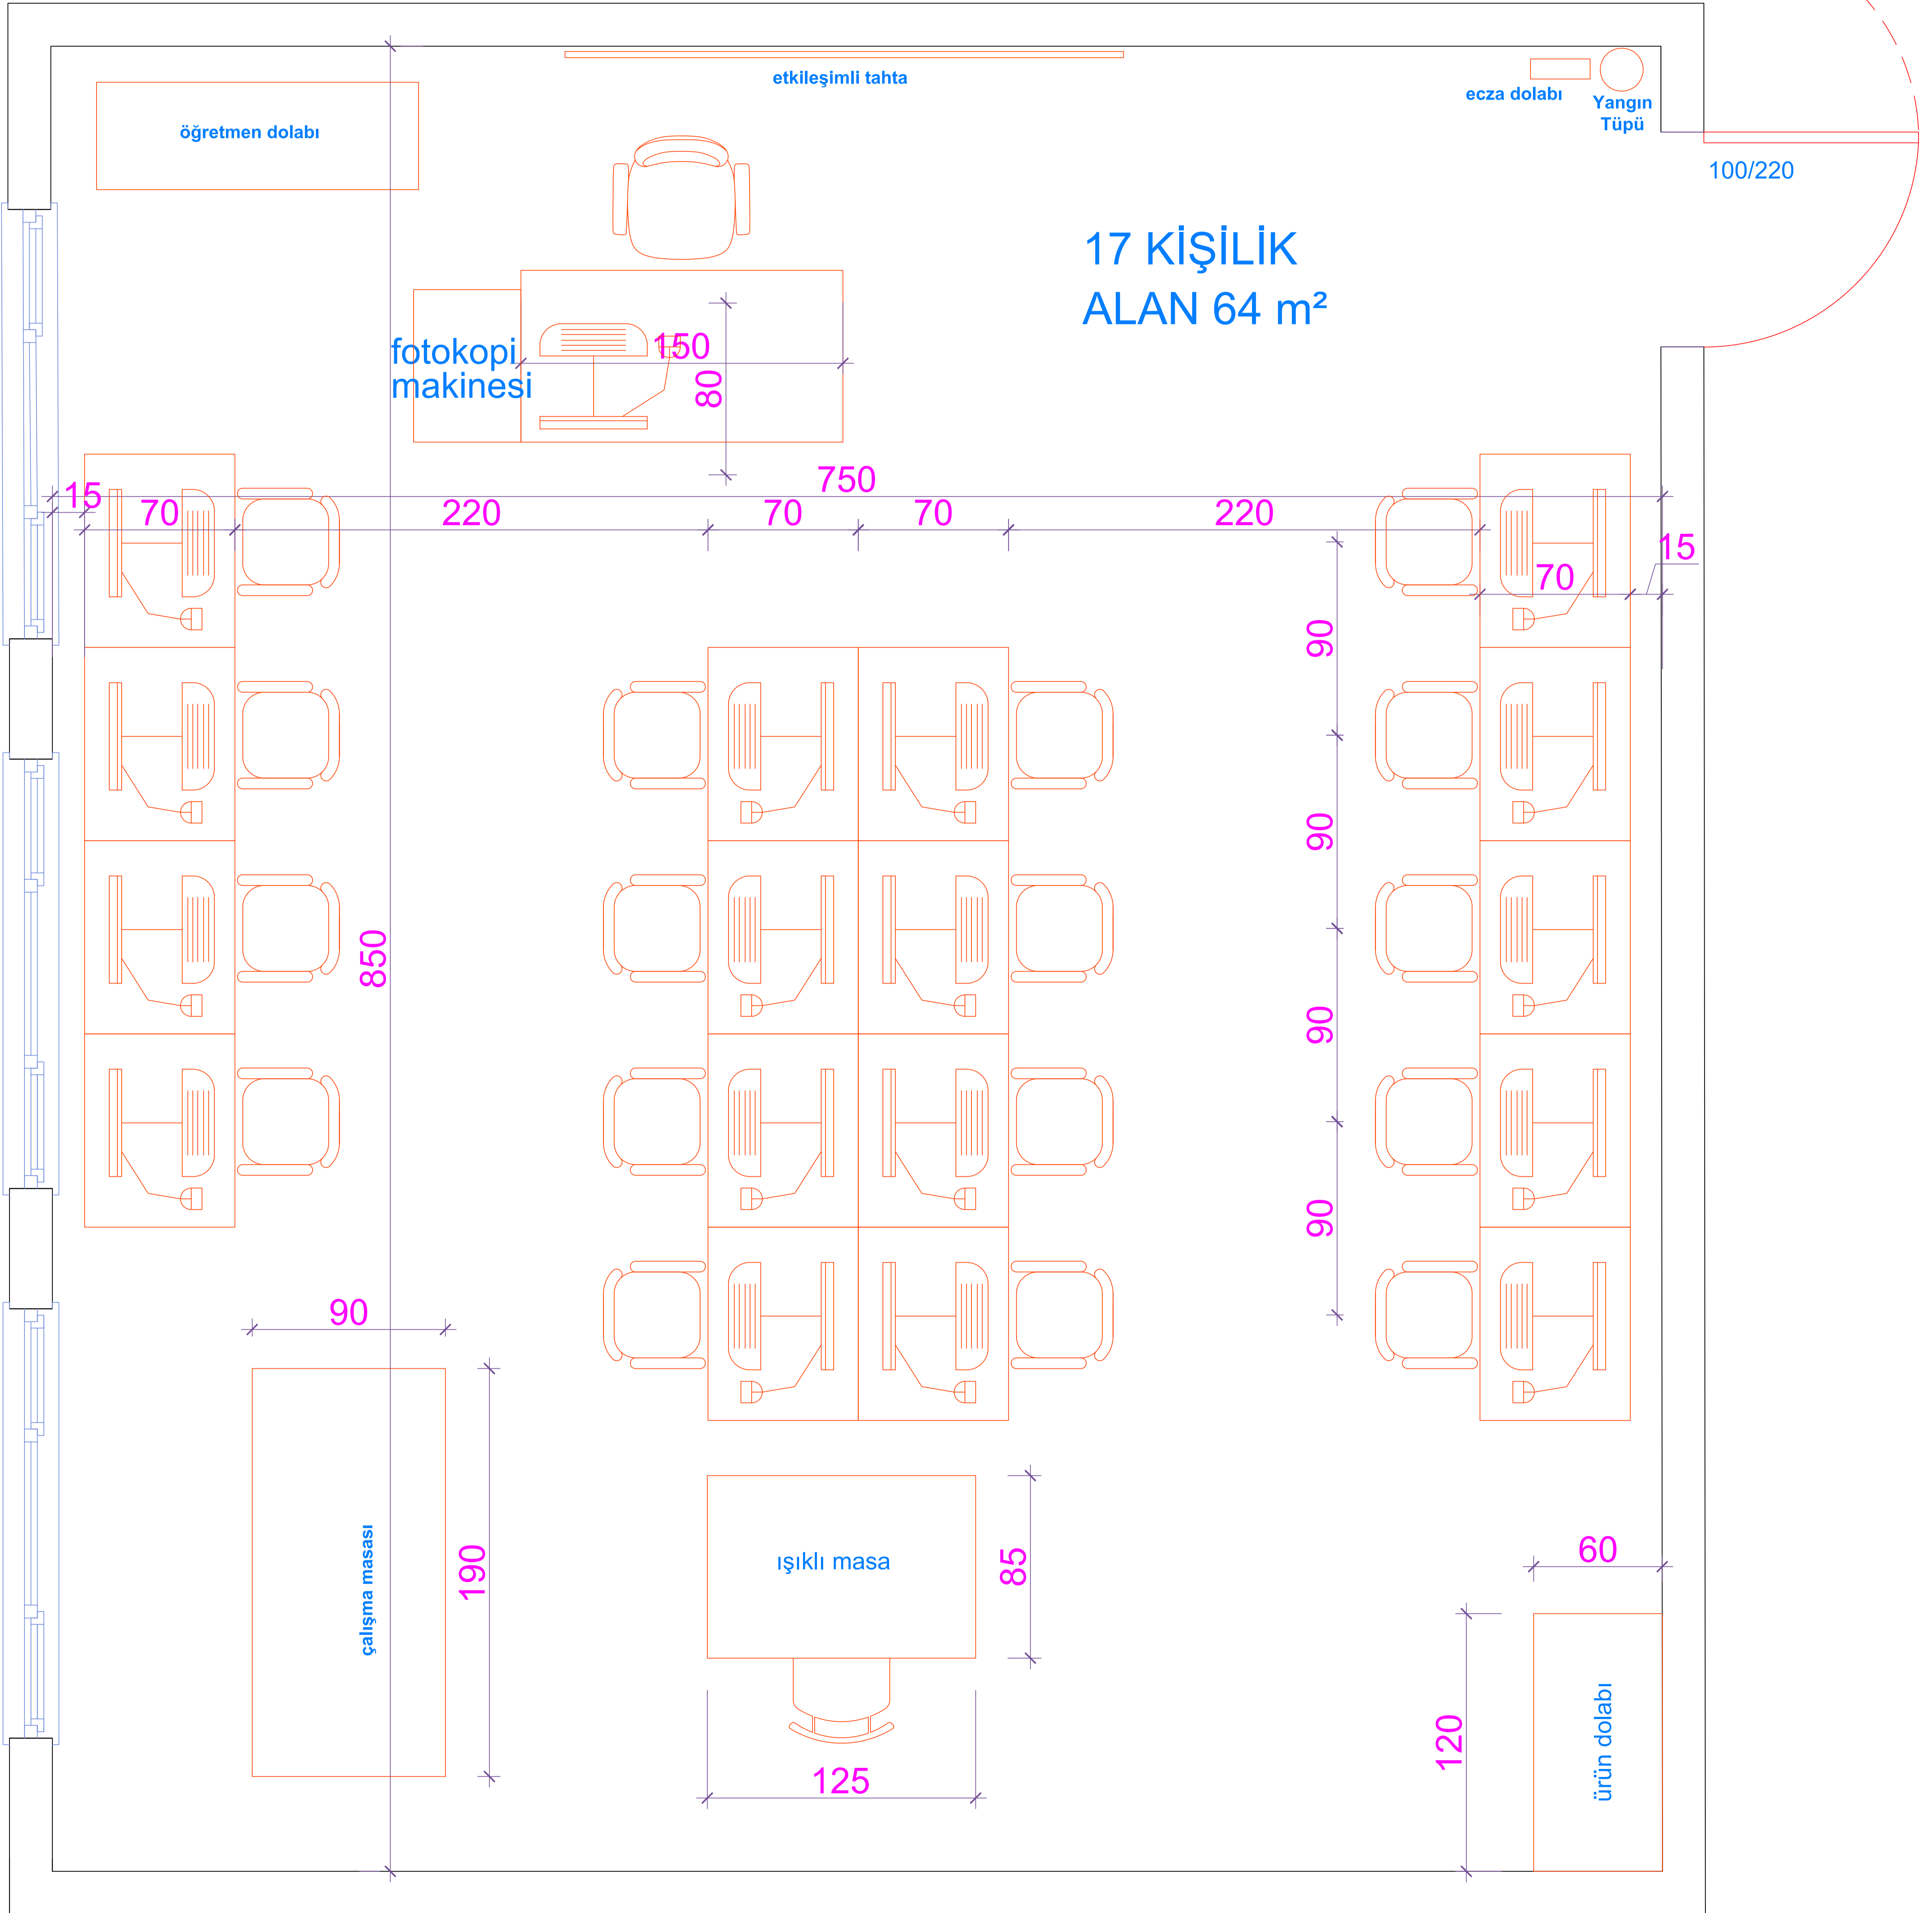 etkileşimli tahta
ecza dolabı
Yangın
Tüpü
öğretmen dolabı
100/220
17 KİŞİLİK
ALAN 64 m²
fotokopi
makinesi
150
80
750
15
70
220
70
70
220
15
70
90
90
90
90
850
90
190
çalışma masası
ışıklı masa
85
125
60
120
ürün dolabı